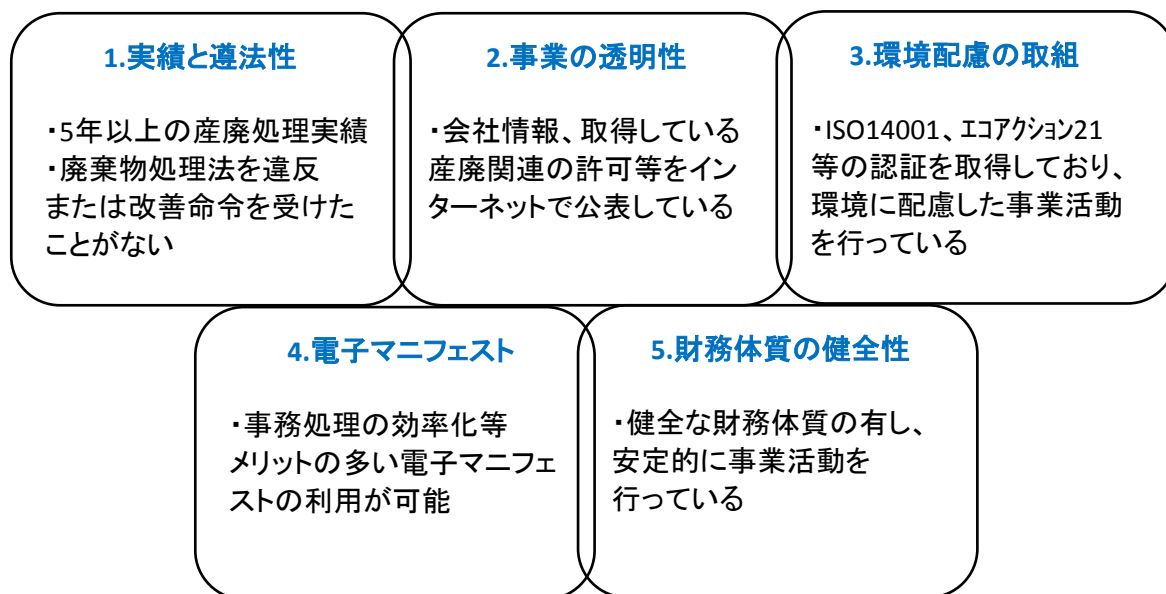 1.実績と遵法性
・5年以上の産廃処理実績
・廃棄物処理法を違反
または改善命令を受けた
ことがない
2.事業の透明性
・会社情報、取得している
産廃関連の許可等をイン
ターネットで公表している
3.環境配慮の取組
・ISO14001、ｴｺｱｸｼｮﾝ21
等の認証を取得しており、
環境に配慮した事業活動
を行っている
4.電子マニフェスト
・事務処理の効率化等
メリットの多い電子マニフェ
ストの利用が可能
5.財務体質の健全性
・健全な財務体質の有し、
安定的に事業活動を
行っている